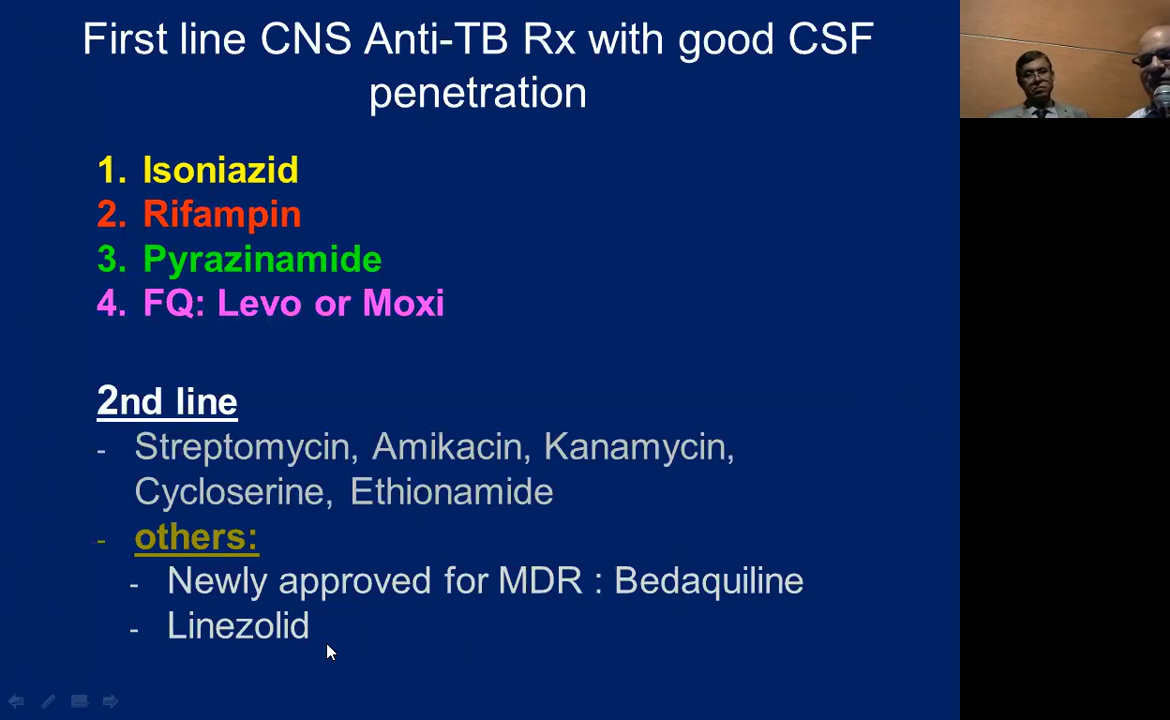 First line CNS Anti-TB Rx with good CSF
penetration
1. Isoniazid
2. Rifampin
3. Pyrazinamide
4. FQ: Levo or Moxi
2nd line
- Streptomycin, Amikacin, Kanamycin,
Cycloserine, Ethionamide
- others:
- Newly approved for MDR : Bedaquiline
- Linezolid